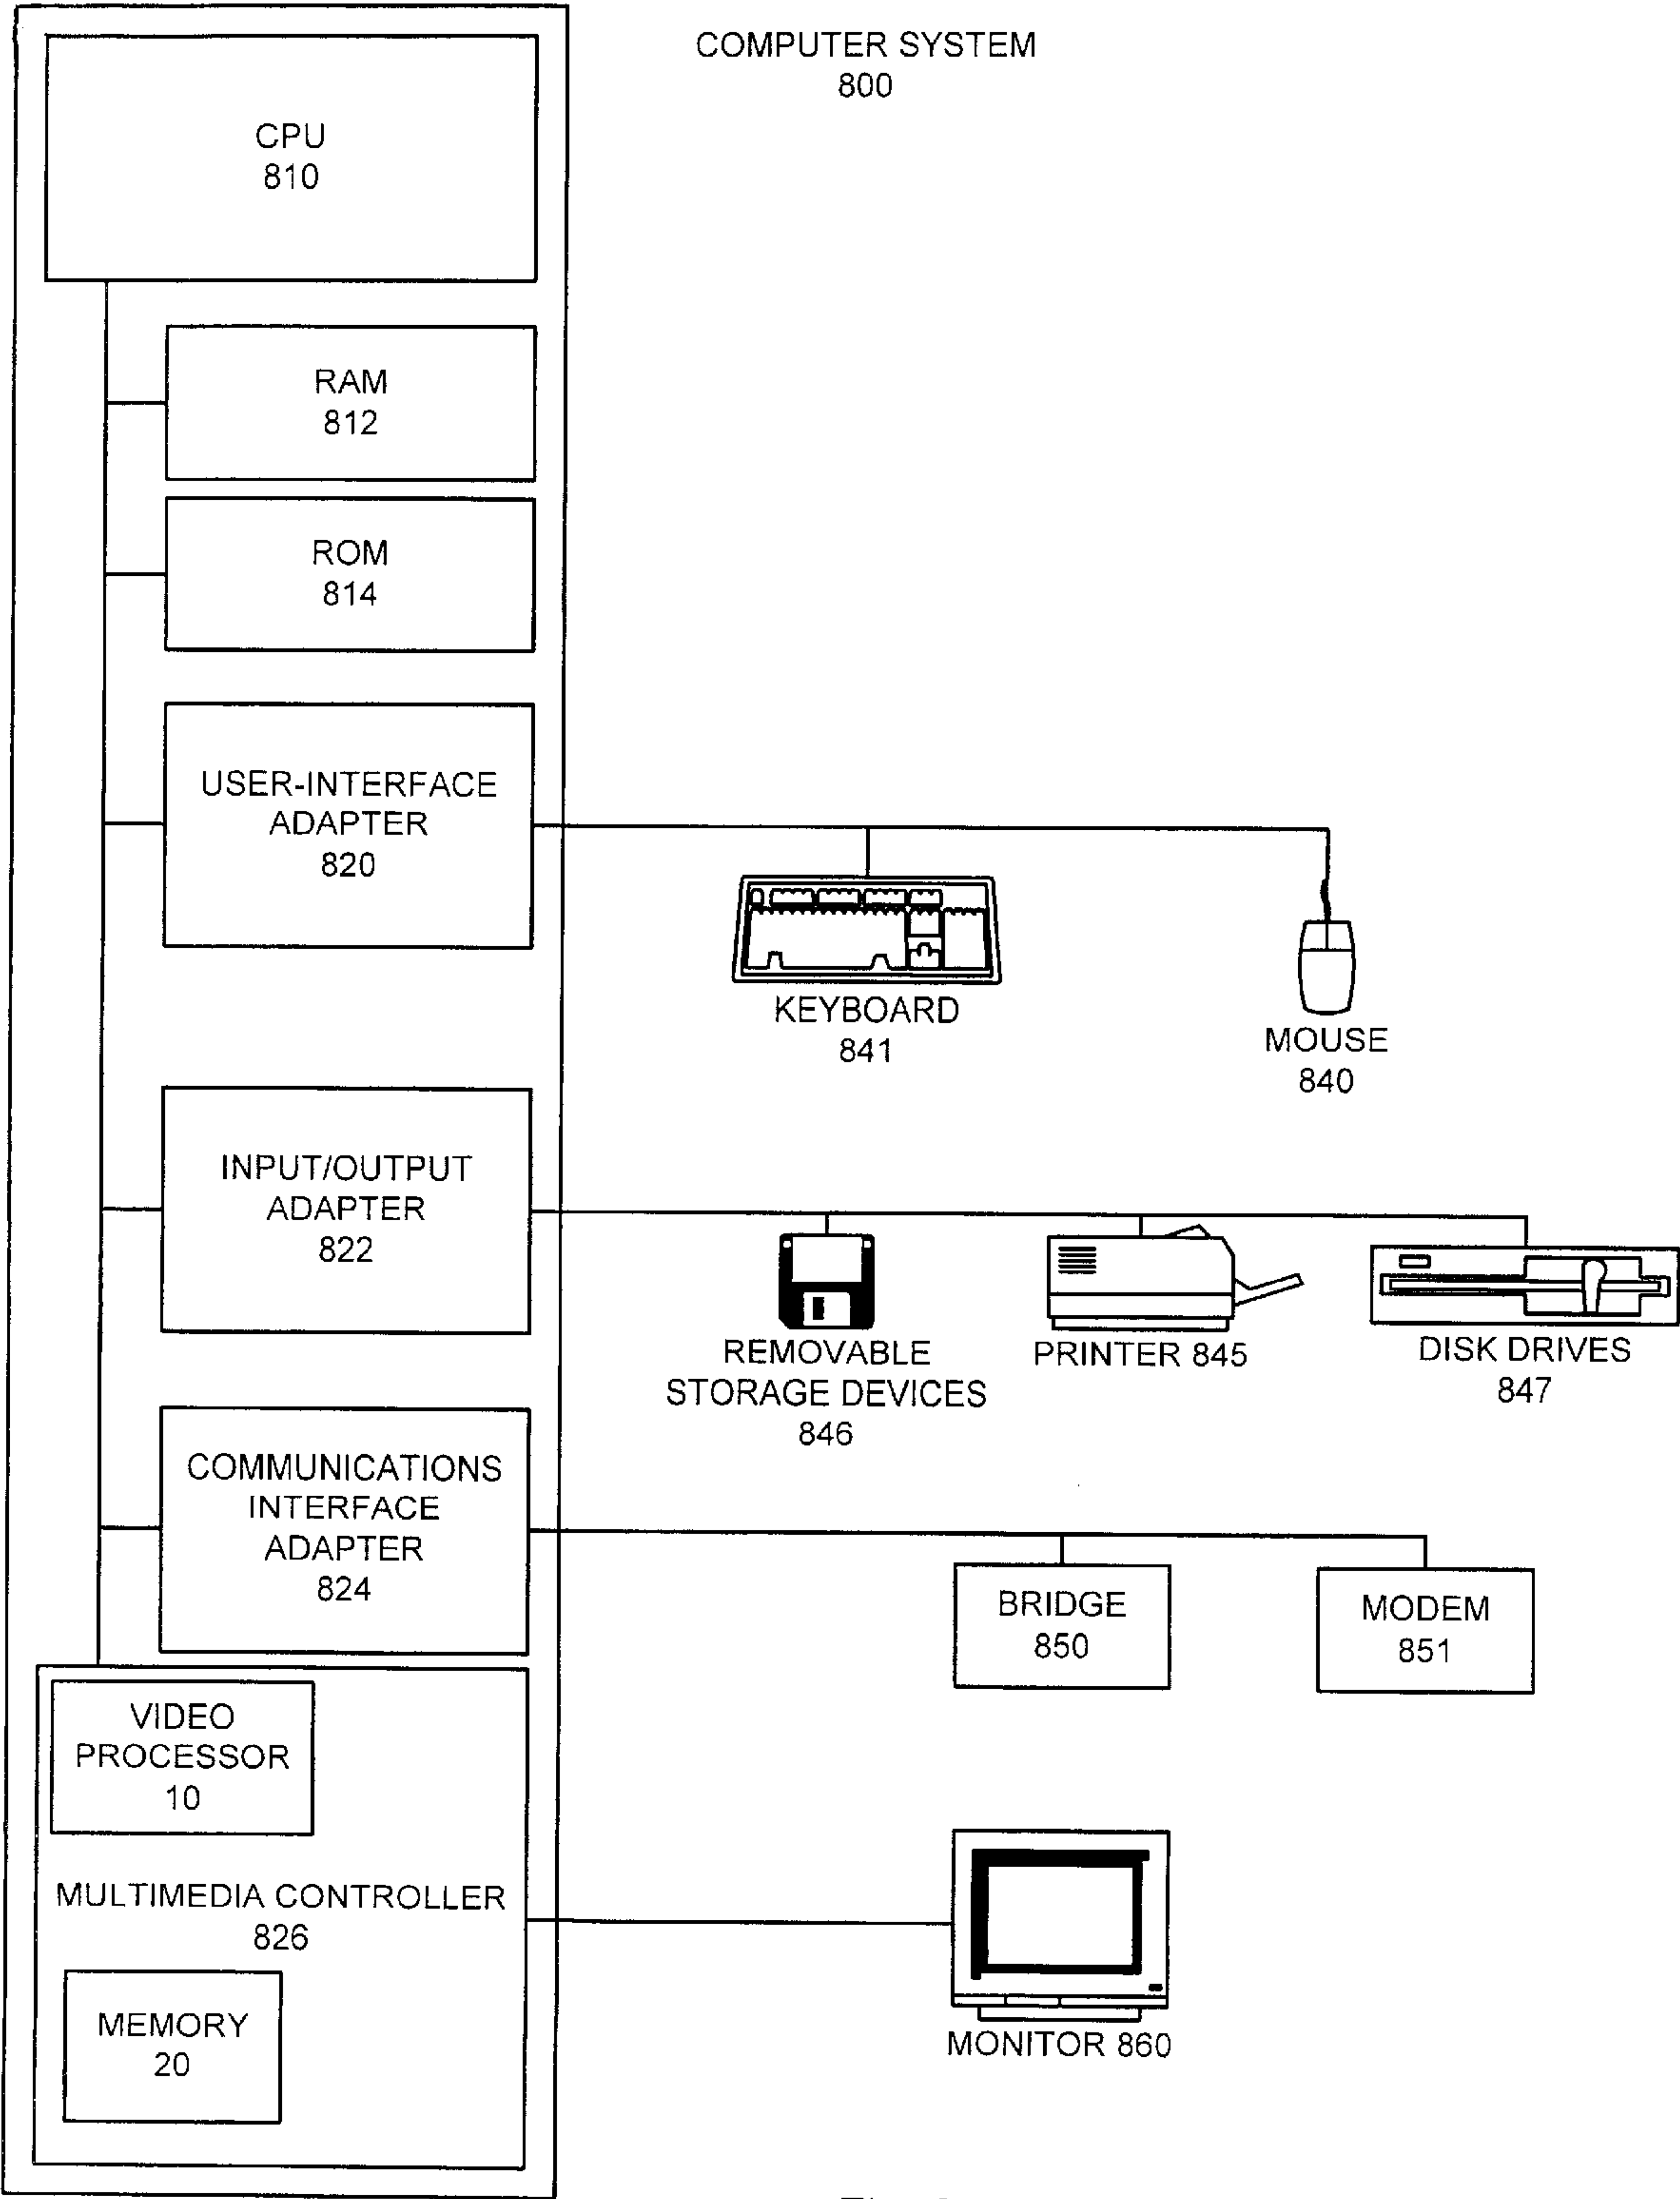 COMPUTER SYSTEM
800
CPU
810
RAM
812
ROM
814
USER-INTERFACE
ADAPTER
820
KEYBOARD
841
MOUSE
840
INPUT/OUTPUT
ADAPTER
822
REMOVABLE
STORAGE DEVICES
846
PRINTER 845
DISK DRIVES
847
COMMUNICATIONS
INTERFACE
ADAPTER
824
BRIDGE
850
MODEM
851
VIDEO
PROCESSOR
10
MULTIMEDIA CONTROLLER
826
MEMORY
20
MONITOR 860